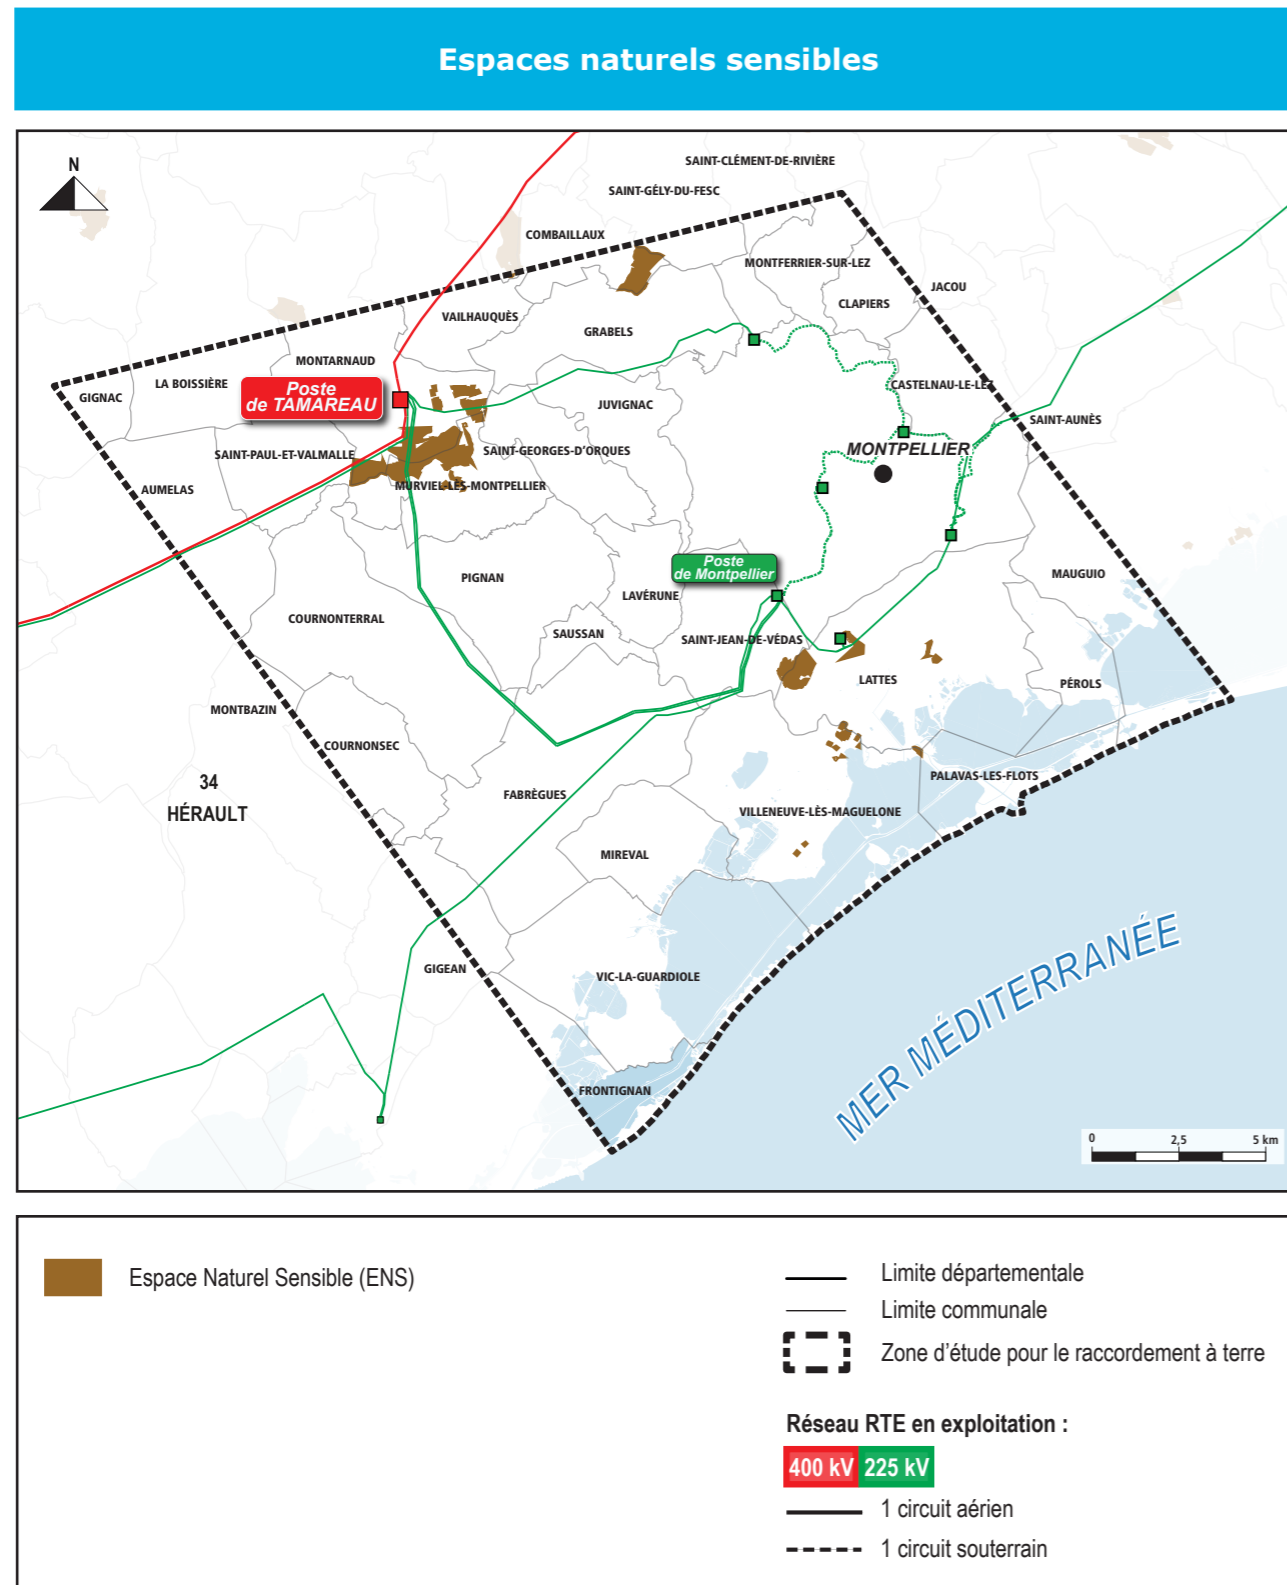 Espaces naturels sensibles
N
SAINT-CLÉMENT-DE-RIVIÈRE
SAINT-GÉLY-DU-FESC
COMBAILLAUX
MONTFERRIER-SUR-LEZ
JACOU
CLAPIERS
VAILHAUQUÈS
GRABELS
MONTARNAUD
LA BOISSIÈRE
GIGNAC
Poste
de TAMAREAU
CASTELNAU-LE-LEZ
JUVIGNAC
SAINT-AUNÈS
SAINT-PAUL-ET-VALMALLE
SAINT-GEORGES-D'ORQUES
MONTPELLIER
AUMELAS
MURVIEL-LÈS-MONTPELLIER
Poste
de Montpellier
PIGNAN
MAUGUIO
LAVÉRUNE
COURNONTERRAL
SAUSSAN
SAINT-JEAN-DE-VÉDAS
LATTES
PÉROLS
MONTBAZIN
COURNONSEC
34
HÉRAULT
PALAVAS-LES-FLOTS
FABRÈGUES
VILLENEUVE-LÈS-MAGUELONE
MIREVAL
GIGEAN
VIC-LA-GUARDIOLE
MER MÉDITERRANÉE
FRONTIGNAN
0 2,5 5 km
Espace Naturel Sensible (ENS)
Limite départementale
Limite communale
Zone d'étude pour le raccordement à terre
Réseau RTE en exploitation :
400 kV 225 kV
1 circuit aérien
1 circuit souterrain